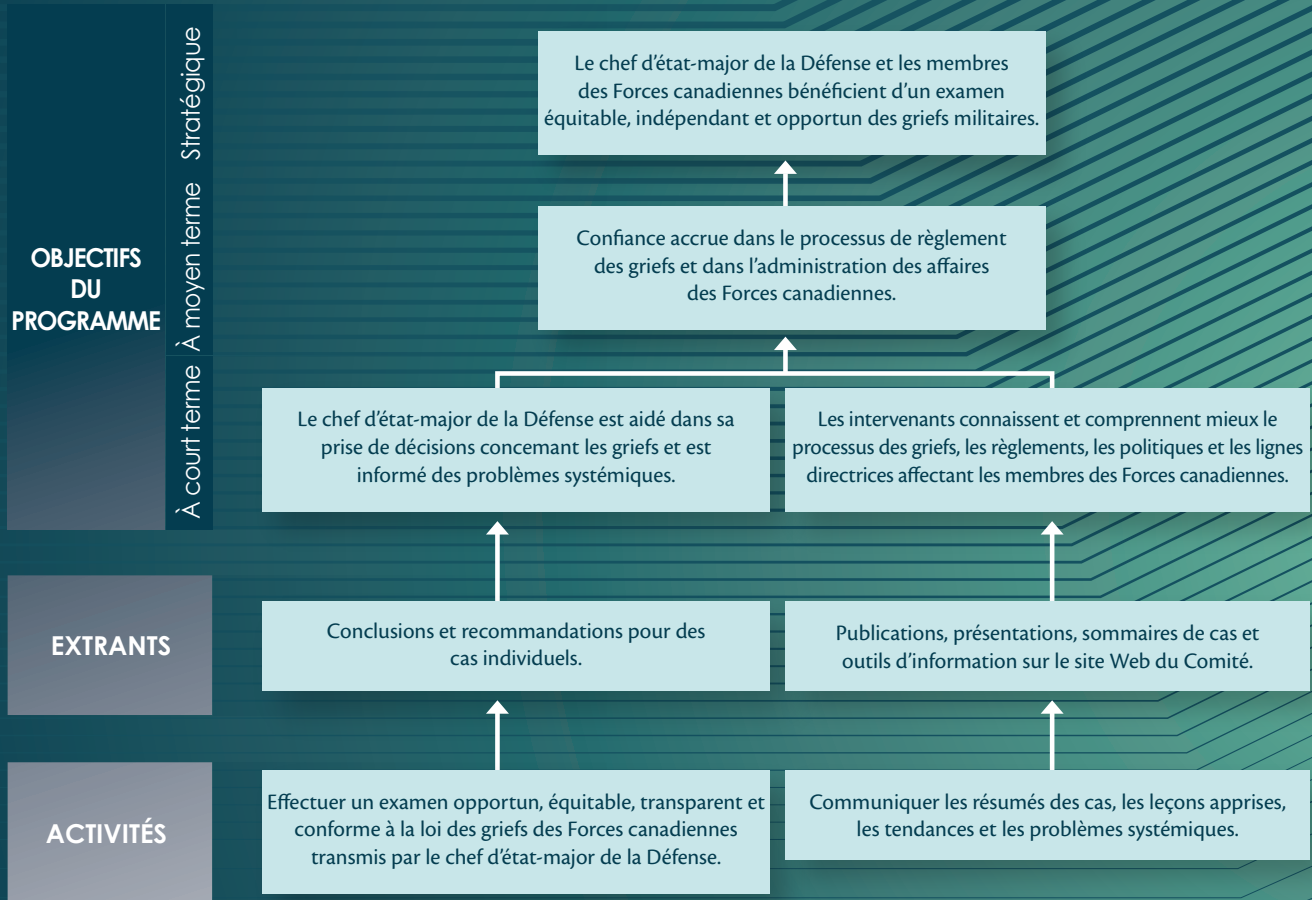 OBJECTIFS
DU
PROGRAMME
Stratégique
À moyen terme
À court terme
Le chef d'état-major de la Défense et les membres
des Forces canadiennes bénéficient d'un examen
équitable, indépendant et opportun des griefs militaires.
Confiance accrue dans le processus de règlement
des griefs et dans l'administration des affaires
des Forces canadiennes.
Le chef d'état-major de la Défense est aidé dans sa
prise de décisions concemant les griefs et est
informé des problèmes systémiques.
Les intervenants connaissent et comprennent mieux le
processus des griefs, les règlements, les politiques et les lignes
directrices affectant les membres des Forces canadiennes.
EXTRANTS
Conclusions et recommandations pour des
cas individuels.
Publications, présentations, sommaires de cas et
outils d'information sur le site Web du Comité.
ACTIVITÉS
Effectuer un examen opportun, équitable, transparent et
conforme à la loi des griefs des Forces canadiennes
transmis par le chef d'état-major de la Défense.
Communiquer les résumés des cas, les leçons apprises,
les tendances et les problèmes systémiques.